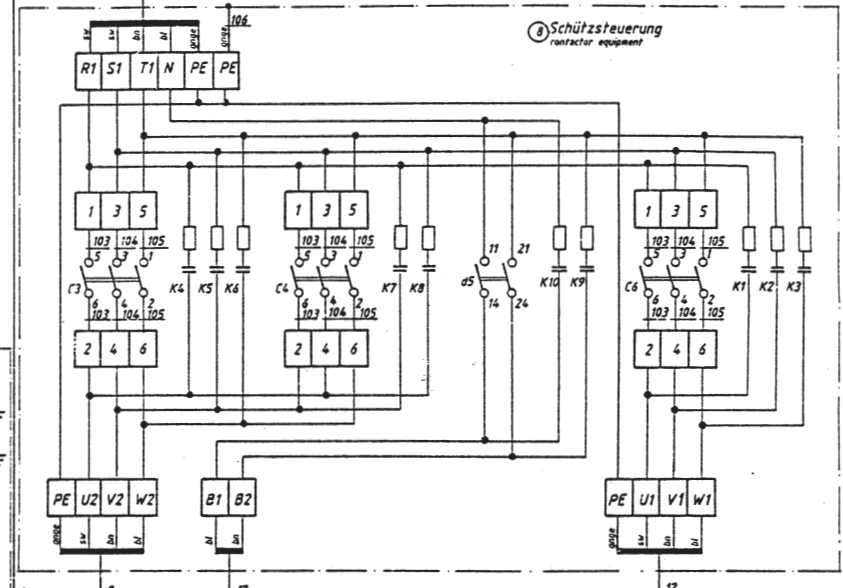 106
8 Schützsteuerung
contactor equipment
sw sw bn bl gnge gnge
R1 S1 T1 N PE PE
1 3 5
1 3 5
1 3 5
103 104 105
103 104 105
103 104 105
5 3 1
5 3 1
11 21
5 3 1
C3 K4 K5 K6 C4 K7 K8 d5 K10 K9 C6 K1 K2 K3
6 4 2
6 4 2
14 24
6 4 2
103 104 105
103 104 105
103 104 105
2 4 6
2 4 6
2 4 6
PE U2 V2 W2
B1 B2
PE U1 V1 W1
gnge sw bn bl
bl bn
gnge sw bn bl